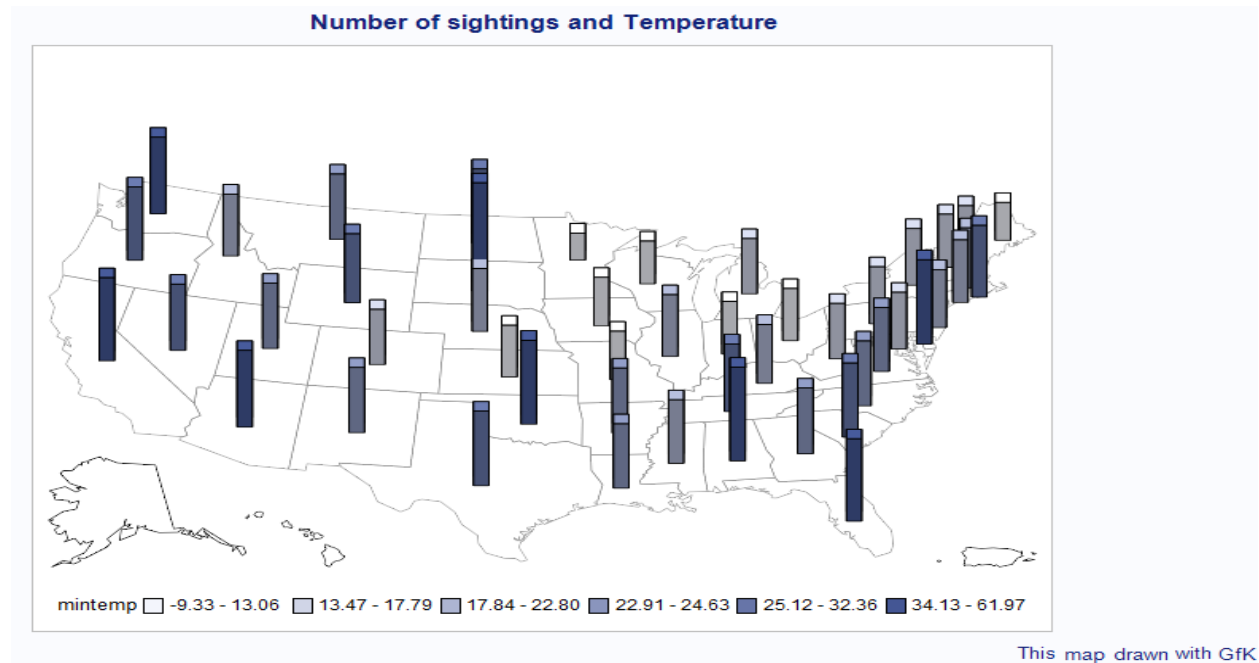 Number of sightings and Temperature
mintemp -9.33 - 13.06 13.47 - 17.79 17.84 - 22.80 22.91 - 24.63 25.12 - 32.36 34.13 - 61.97
This map drawn with GfK